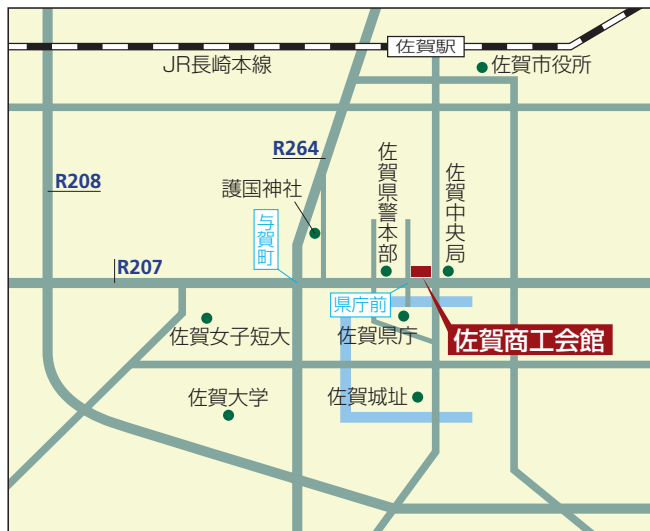 佐賀駅
JR長崎本線
佐賀市役所
R264
R208
護国神社
佐賀県警本部
佐賀中央局
与賀町
R207
県庁前
佐賀女子短大
佐賀県庁
佐賀商工会館
佐賀大学
佐賀城址